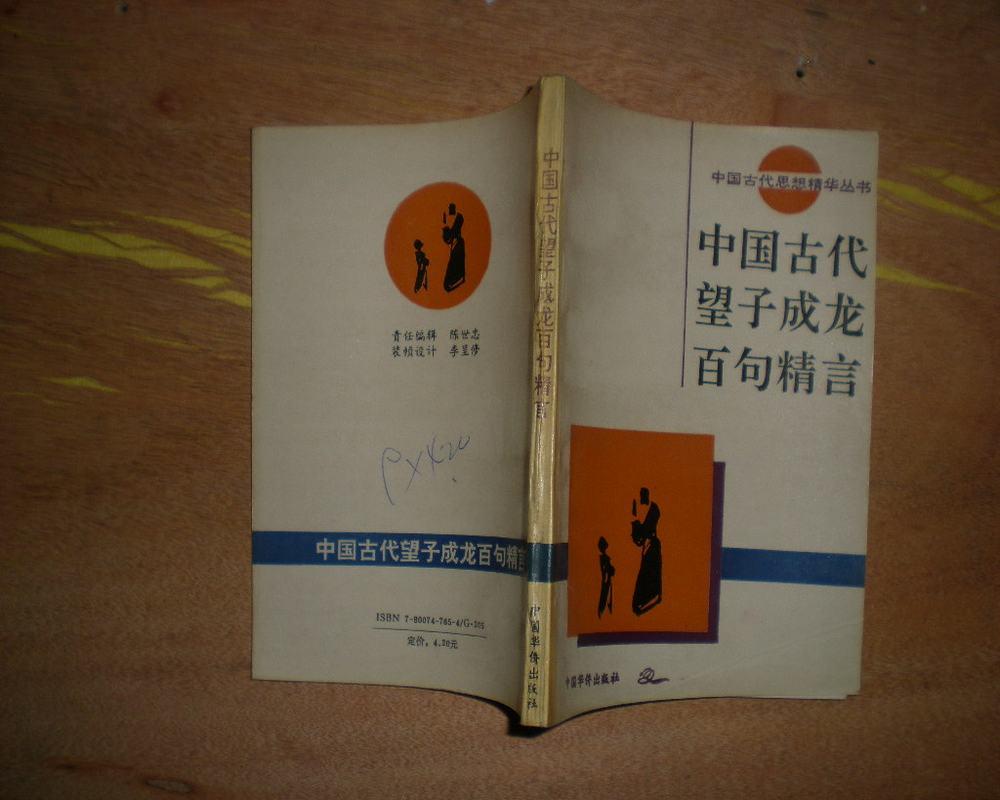 责任编辑 陈世忠
装帧设计 李呈修
中国古代望子成龙百句精言
ISBN 7-80074-765-4/G·205
定价：4.20元
中国古代望子成龙百句精言
中国华侨出版社
中国古代思想精华丛书
中国古代
望子成龙
百句精言
中国华侨出版社